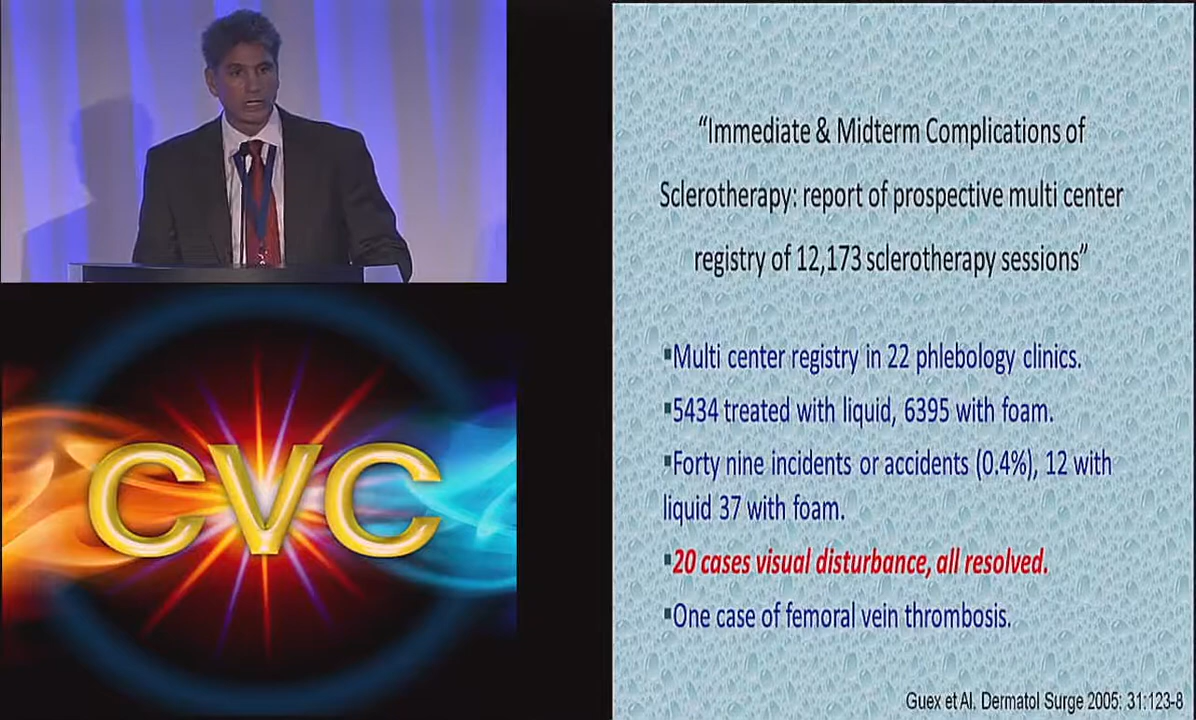 CVC
“Immediate & Midterm Complications of
Sclerotherapy: report of prospective multi center
registry of 12,173 sclerotherapy sessions”
▪Multi center registry in 22 phlebology clinics.
▪5434 treated with liquid, 6395 with foam.
▪Forty nine incidents or accidents (0.4%), 12 with
liquid 37 with foam.
▪20 cases visual disturbance, all resolved.
▪One case of femoral vein thrombosis.
Guex et Al. Dermatol Surge 2005: 31:123-8